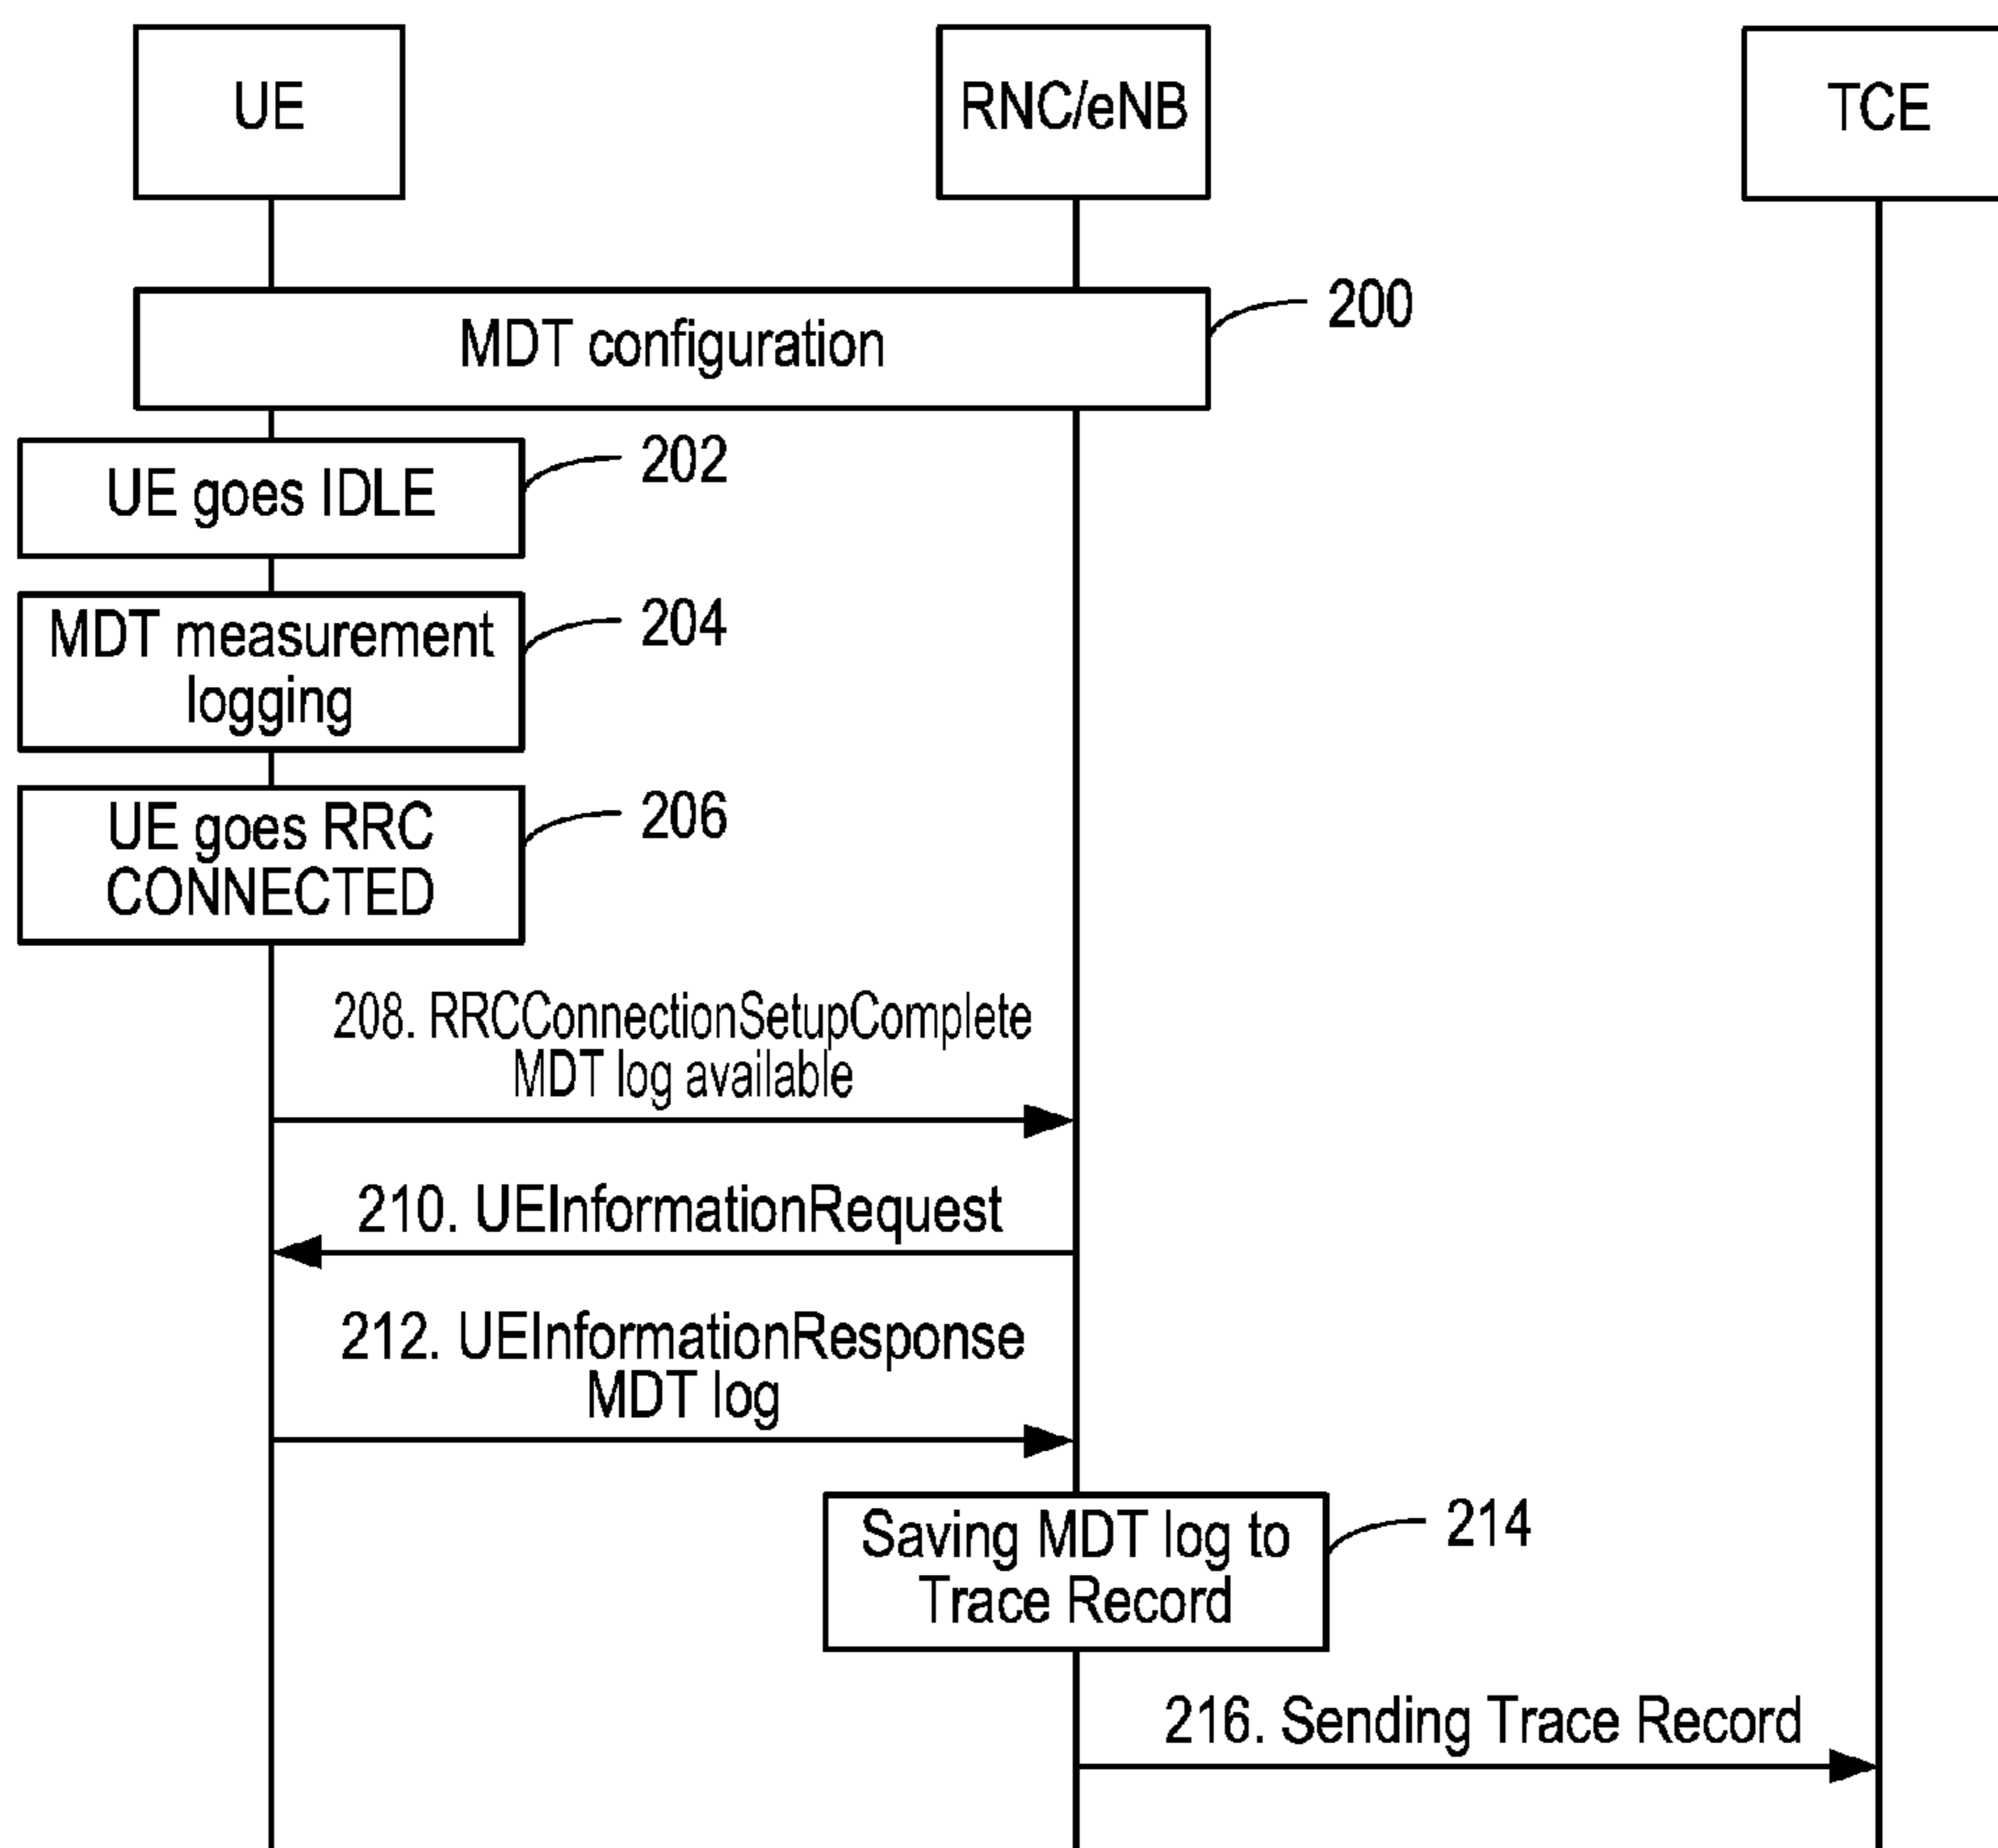 UE
RNC/eNB
TCE
MDT configuration
200
UE goes IDLE
202
MDT measurement
logging
204
UE goes RRC
CONNECTED
206
208. RRCConnectionSetupComplete
MDT log available
210. UEInformationRequest
212. UEInformationResponse
MDT log
Saving MDT log to
Trace Record
214
216. Sending Trace Record